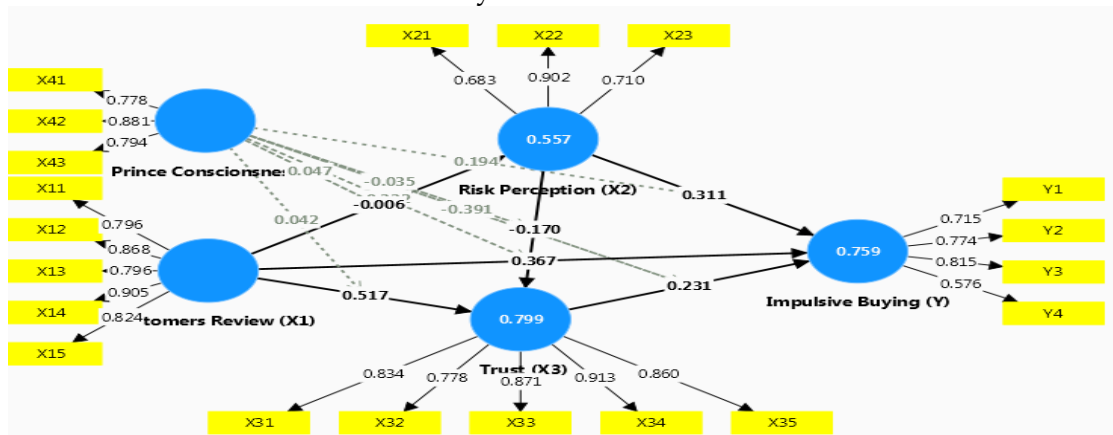 X21 X22 X23
0.683 0.902 0.710
X41
X42
X43
0.778
0.881
0.794
Prince Conscionsne
0.557
Risk Perception (X2)
0.194
0.047
-0.035
-0.006
-0.391
0.042
-0.170
0.311
0.367
0.517
0.231
X11
X12
X13
X14
X15
0.796
0.868
0.796
0.905
0.824
tomers Review (X1)
0.759
Impulsive Buying (Y)
0.715
0.774
0.815
0.576
Y1
Y2
Y3
Y4
0.799
Trust (X3)
0.834 0.778 0.871 0.913 0.860
X31 X32 X33 X34 X35